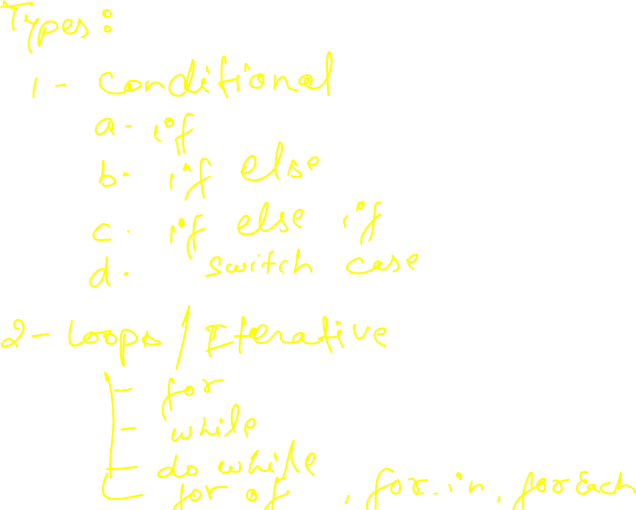 Types:
1- Conditional
a. if
b. if else
c. if else if
d. switch case
2- Loops / Iterative
- for
- while
- do while
for of , for.in, forEach